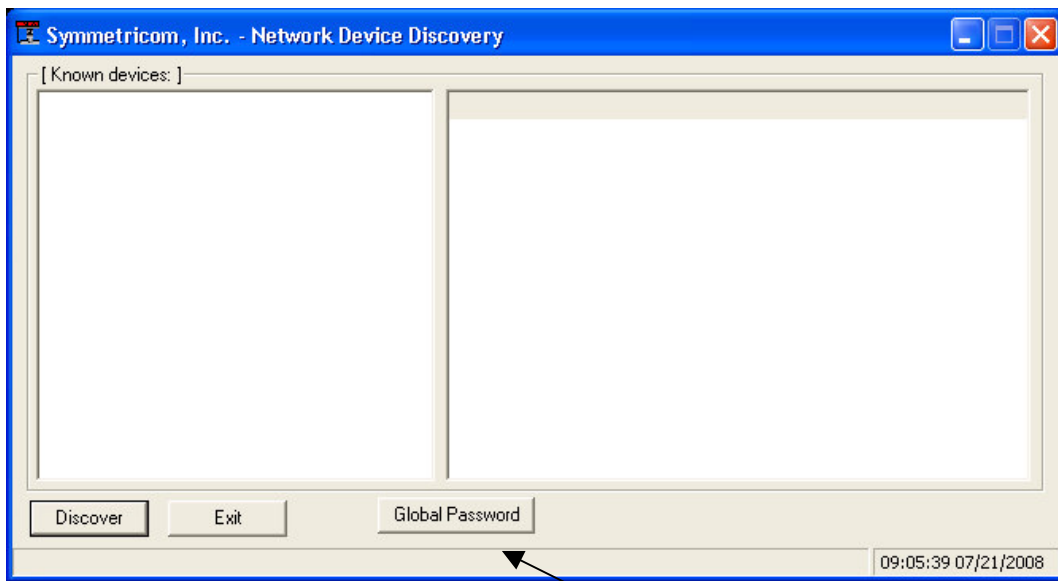 Symmetricom, Inc. - Network Device Discovery
[ Known devices: ]
Discover
Exit
Global Password
09:05:39 07/21/2008